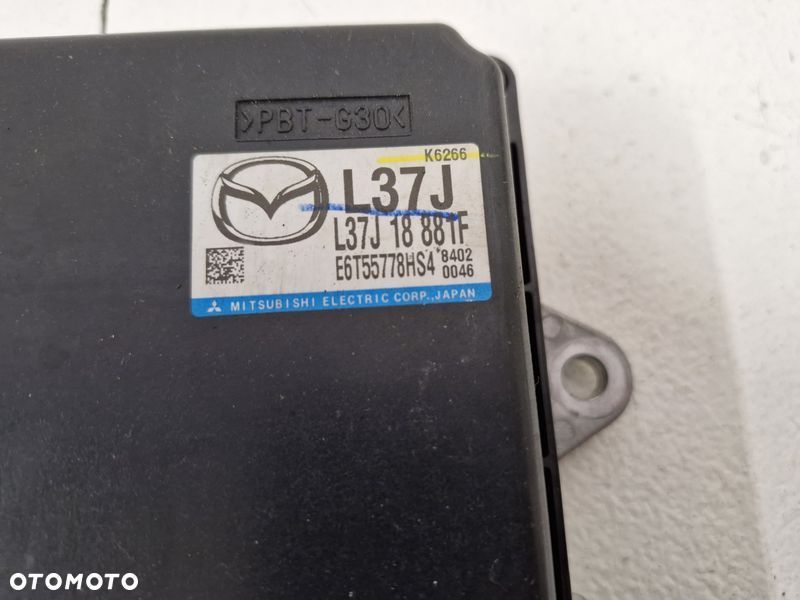 >PBT-G30<
K6266
L37J
L37J 18 881F
E6T55778HS4 *8402
0046
MITSUBISHI ELECTRIC CORP.,JAPAN
OTOMOTO